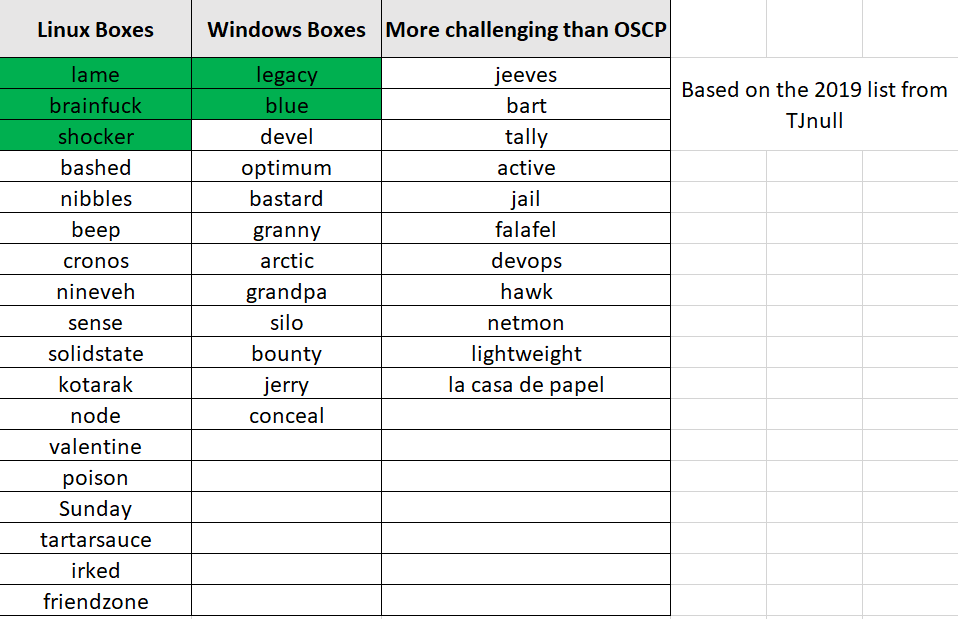 Linux Boxes Windows Boxes More challenging than OSCP
lame legacy jeeves
Based on the 2019 list from
TJnull
brainfuck blue bart
shocker devel tally
bashed optimum active
nibbles bastard jail
beep granny falafel
cronos arctic devops
nineveh grandpa hawk
sense silo netmon
solidstate bounty lightweight
kotarak jerry la casa de papel
node conceal
valentine
poison
Sunday
tartarsauce
irked
friendzone